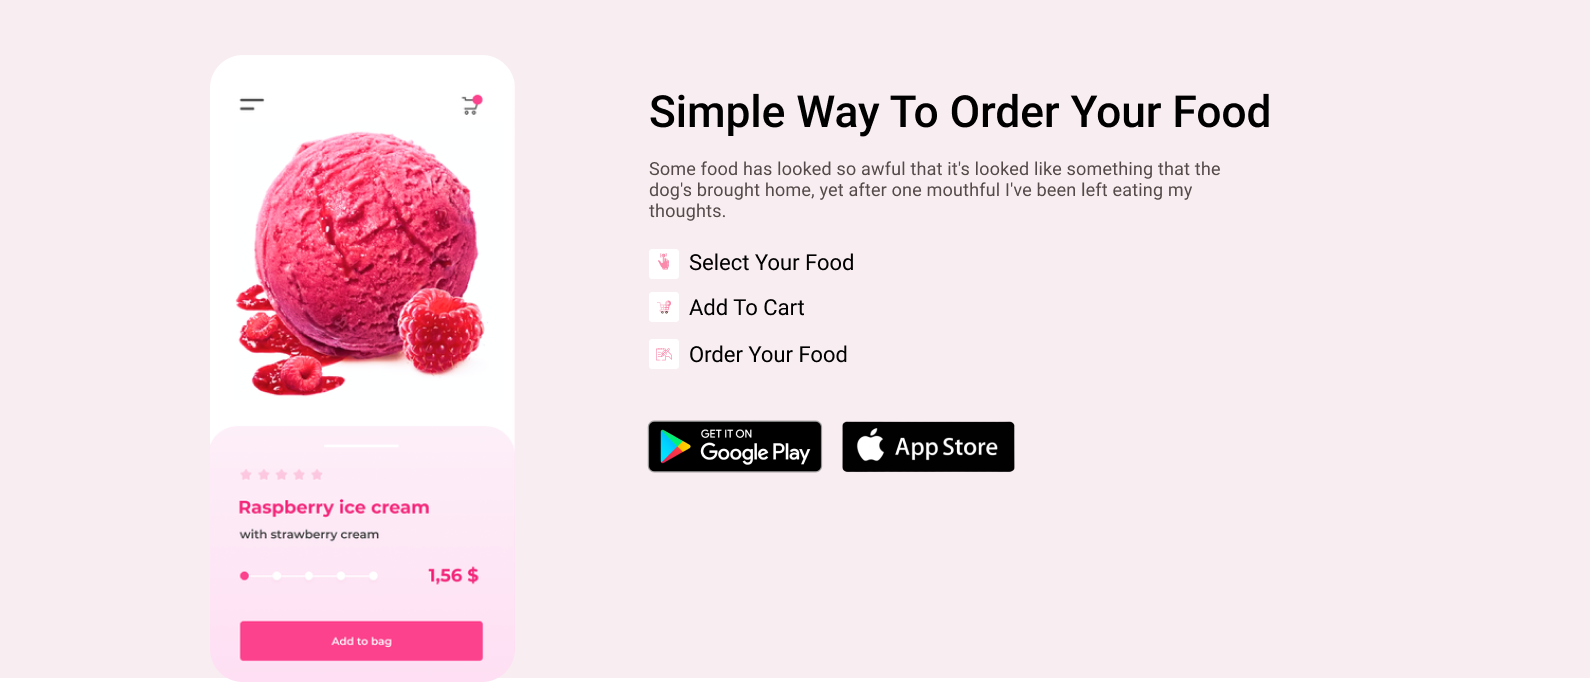 Simple Way To Order Your Food
Some food has looked so awful that it's looked like something that the
dog's brought home, yet after one mouthful I've been left eating my
thoughts.
Select Your Food
Add To Cart
Order Your Food
GET IT ON
Google Play
App Store
Raspberry ice cream
with strawberry cream
1,56 $
Add to bag